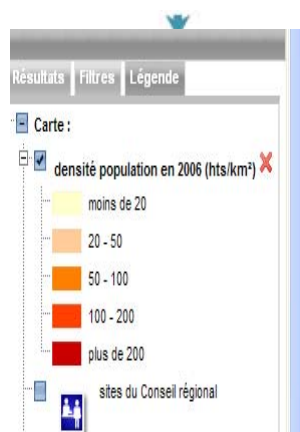 Résultats Filtres Légende
Carte :
densité population en 2006 (hts/km²)
moins de 20
20 - 50
50 - 100
100 - 200
plus de 200
sites du Conseil régional